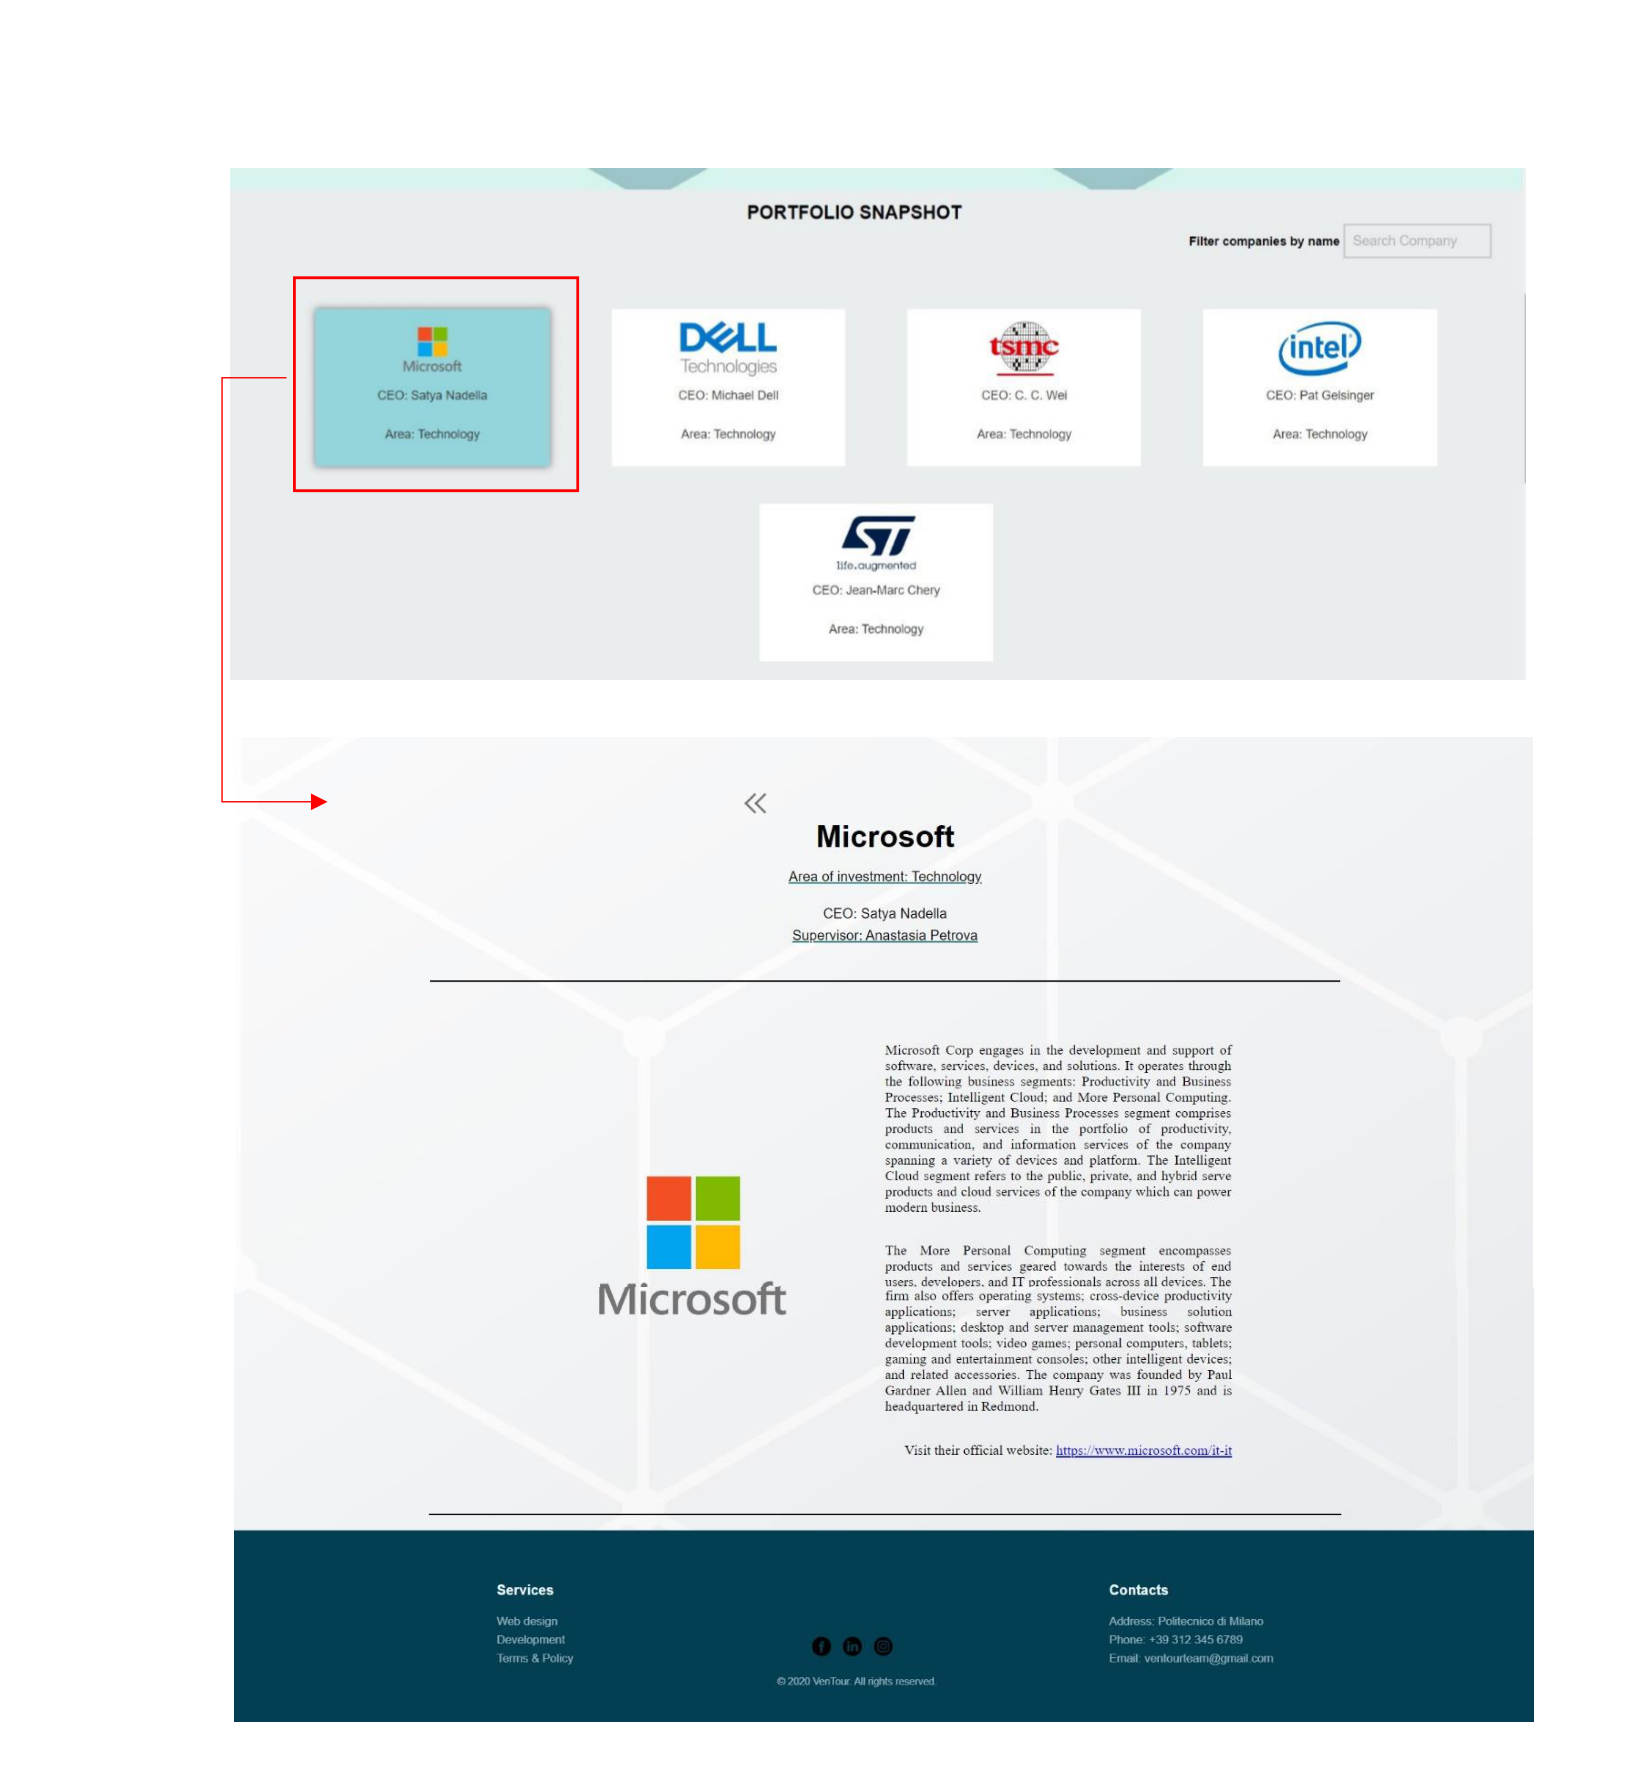 PORTFOLIO SNAPSHOT
Filter companies by name Search Company
Microsoft
CEO: Satya Nadella
Area: Technology
DELL
Technologies
CEO: Michael Dell
Area: Technology
tsmc
CEO: C. C. Wei
Area: Technology
intel
CEO: Pat Gelsinger
Area: Technology
ST
life.augmented
CEO: Jean-Marc Chery
Area: Technology
Microsoft
Area of investment: Technology
CEO: Satya Nadella
Supervisor: Anastasia Petrova
Microsoft
Microsoft Corp engages in the development and support of
software, services, devices, and solutions. It operates through
the following business segments: Productivity and Business
Processes; Intelligent Cloud; and More Personal Computing.
The Productivity and Business Processes segment comprises
products and services in the portfolio of productivity,
communication, and information services of the company
spanning a variety of devices and platform. The Intelligent
Cloud segment refers to the public, private, and hybrid serve
products and cloud services of the company which can power
modern business.
The More Personal Computing segment encompasses
products and services geared towards the interests of end
users, developers, and IT professionals across all devices. The
firm also offers operating systems; cross-device productivity
applications; server applications; business solution
applications; desktop and server management tools; software
development tools; video games; personal computers, tablets;
gaming and entertainment consoles; other intelligent devices;
and related accessories. The company was founded by Paul
Gardner Allen and William Henry Gates III in 1975 and is
headquartered in Redmond.
Visit their official website: https://www.microsoft.com/it-it
Services
Web design
Development
Terms & Policy
© 2020 VenTour. All rights reserved.
Contacts
Address: Politecnico di Milano
Phone: +39 312 345 6789
Email: ventourteam@gmail.com